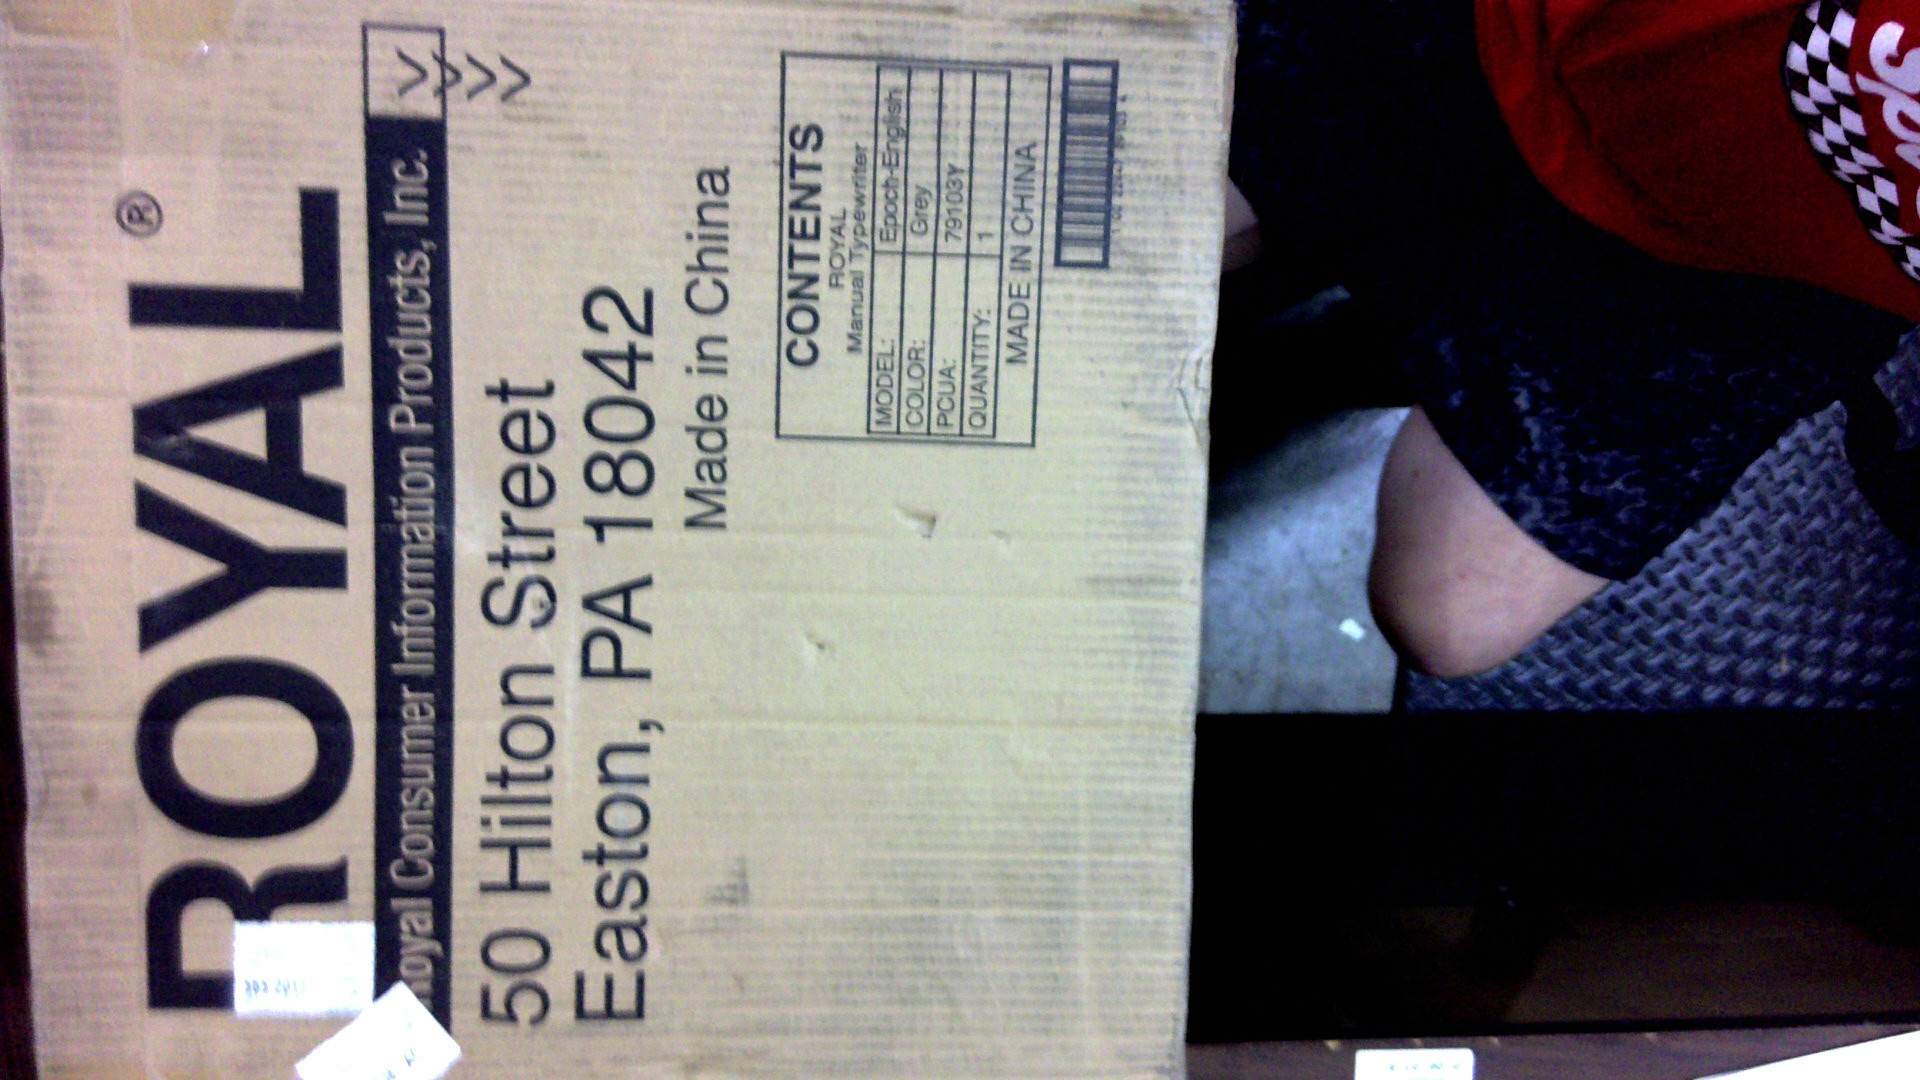 ROYAL®
Royal Consumer Information Products, Inc.
50 Hilton Street
Easton, PA 18042
Made in China
CONTENTS
ROYAL
Manual Typewriter
MODEL: Epoch-English
COLOR: Grey
PCUA: 79103Y
QUANTITY: 1
MADE IN CHINA